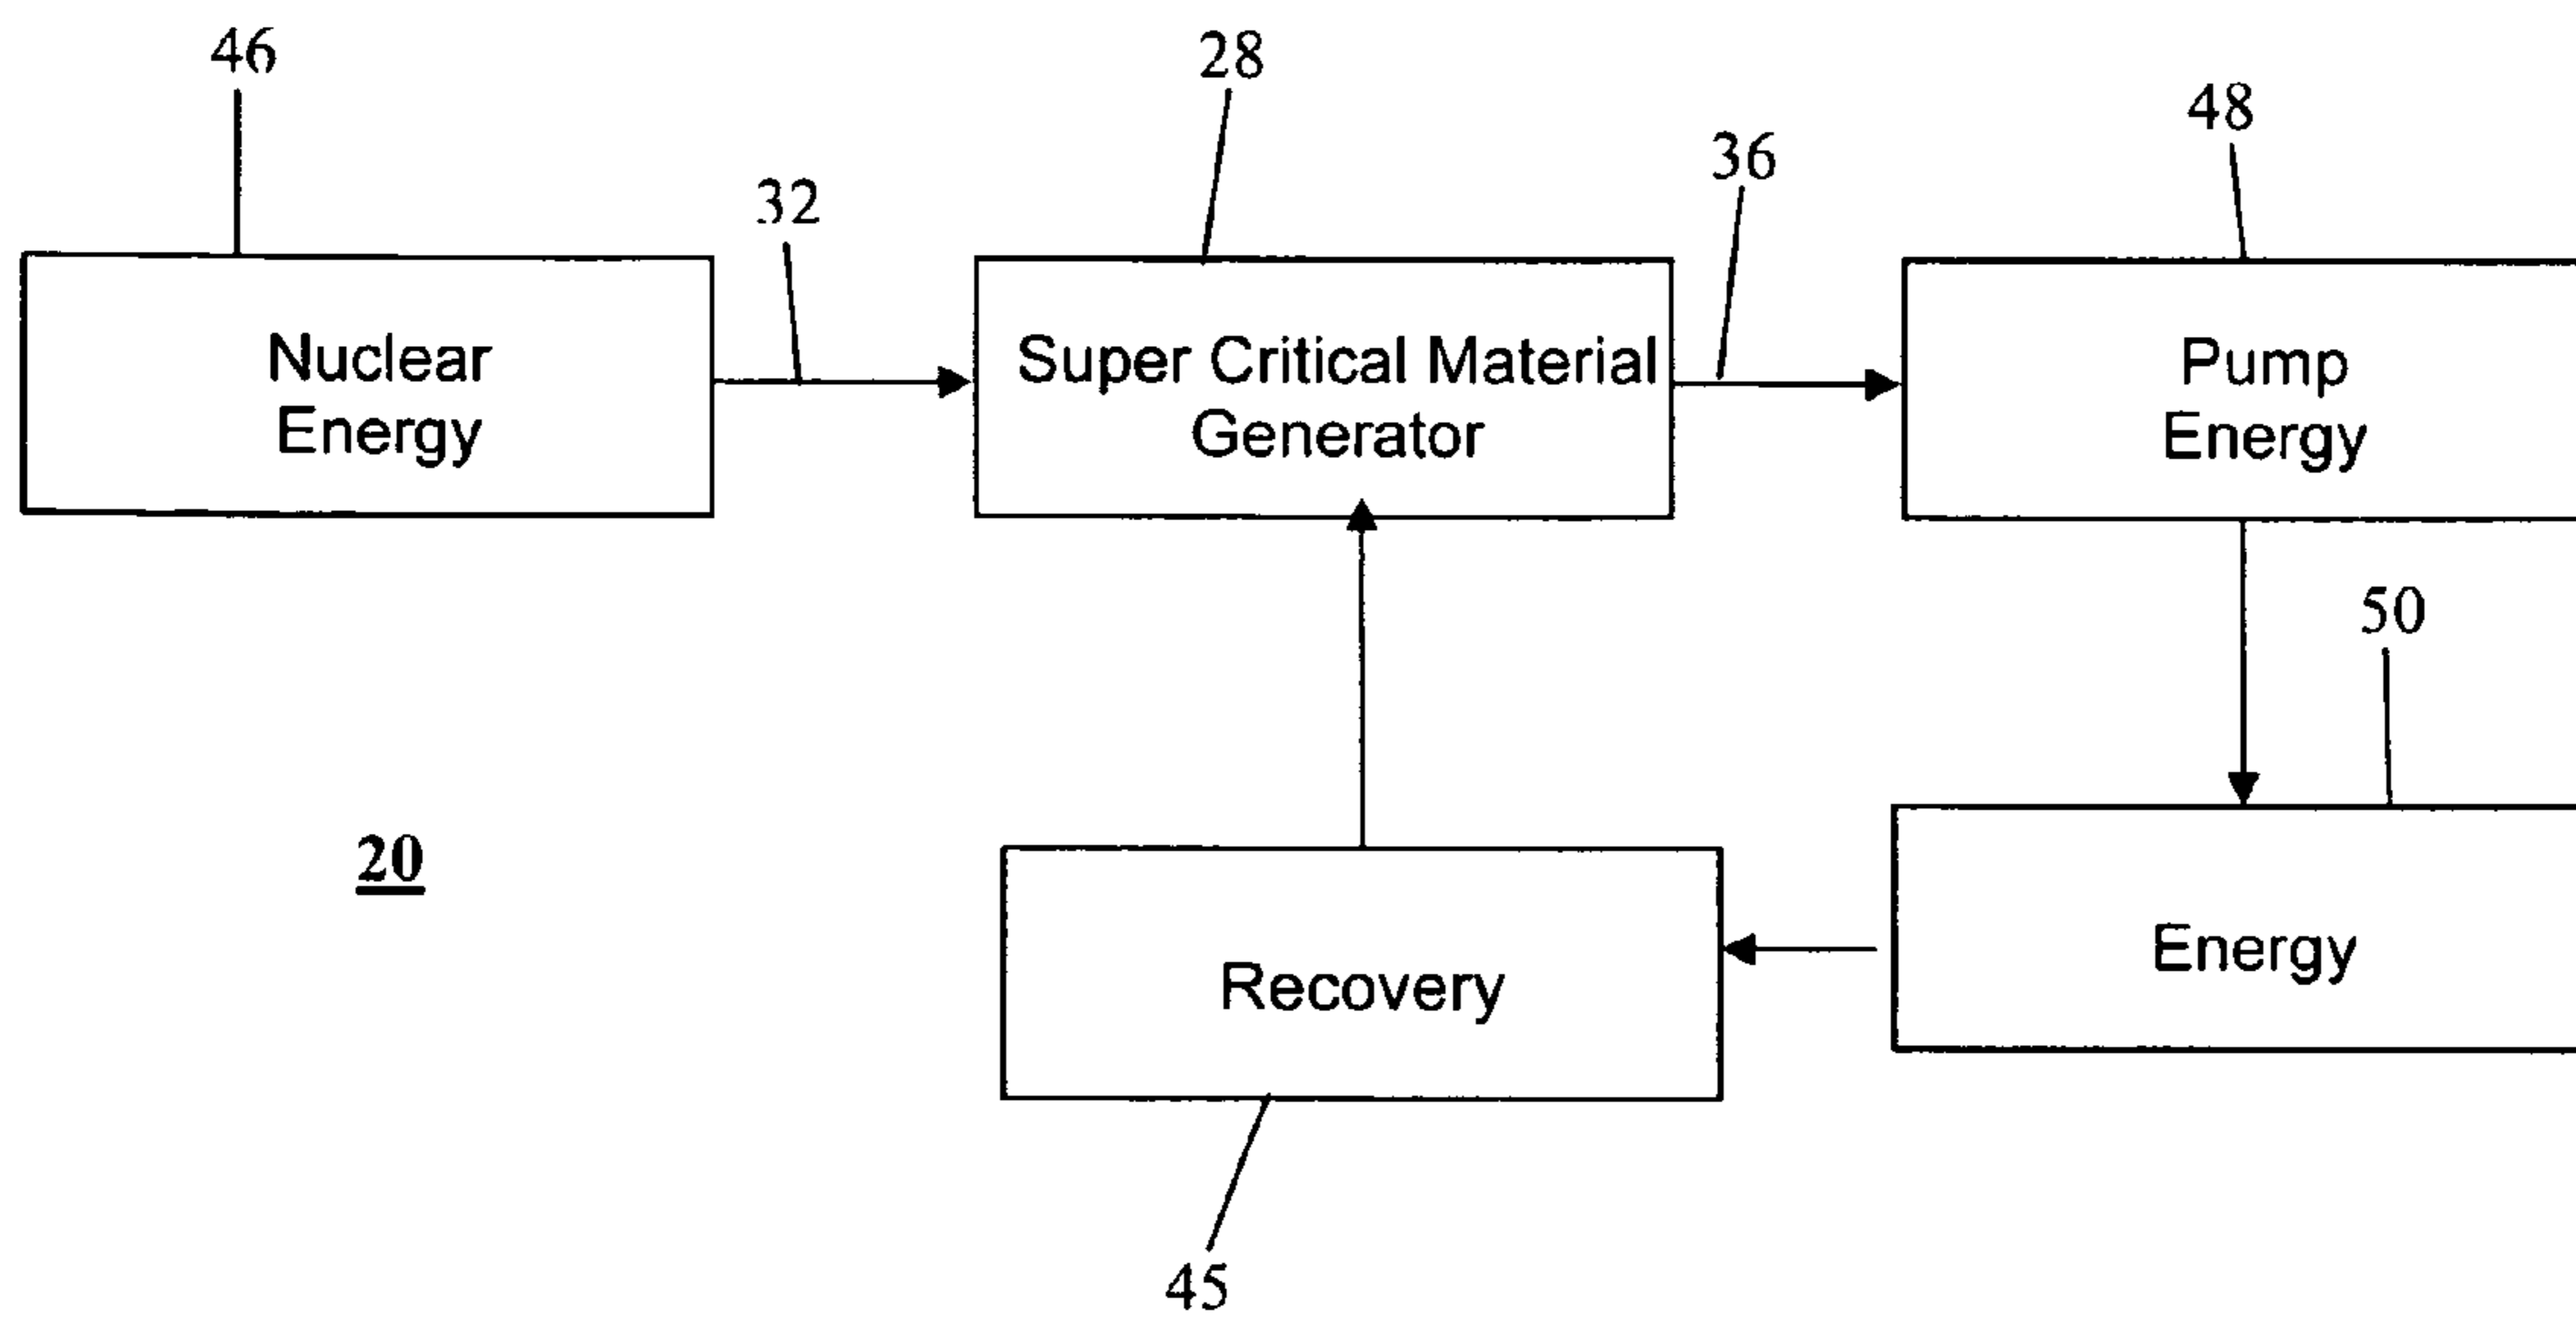 46
28
48
36
32
Nuclear
Energy
Super Critical Material
Generator
Pump
Energy
50
20
Energy
Recovery
45